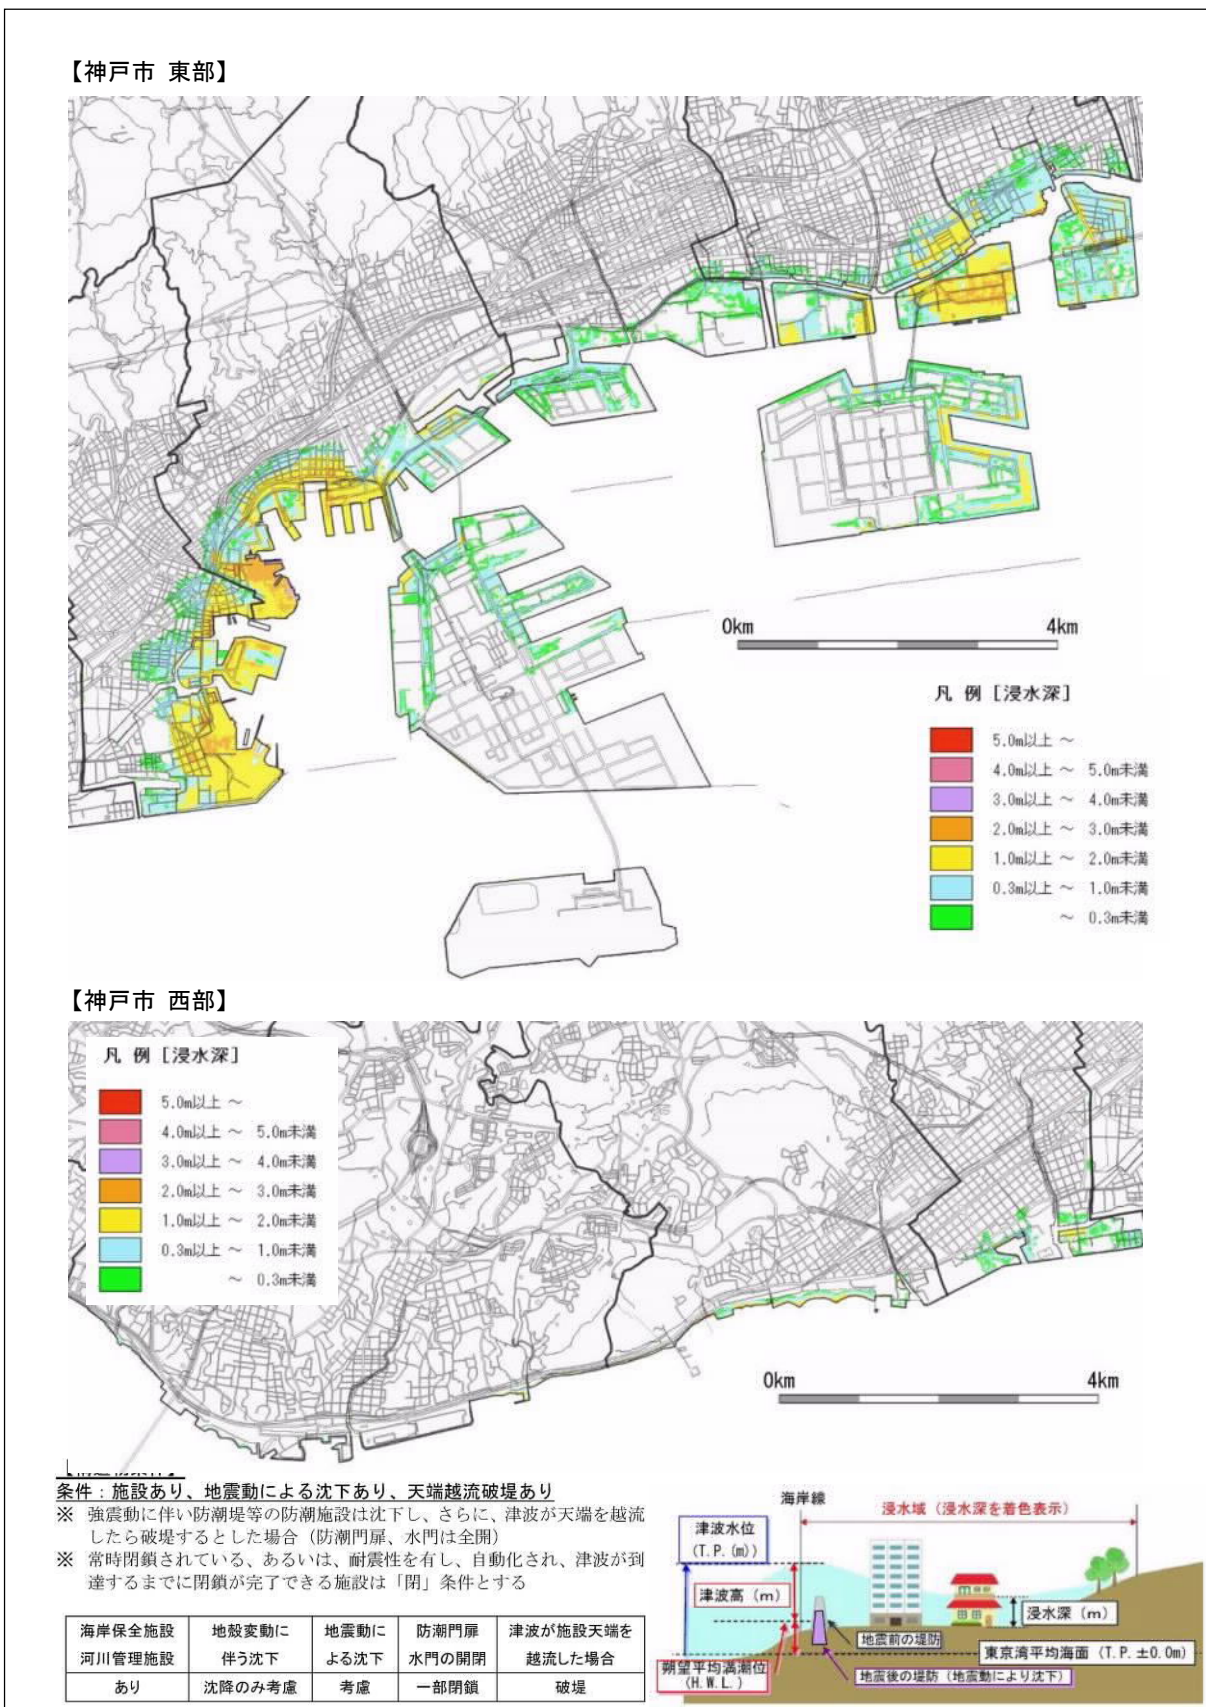 【神戸市 東部】
0km 4km
凡 例 [浸水深]
5.0m以上 ～
4.0m以上 ～ 5.0m未満
3.0m以上 ～ 4.0m未満
2.0m以上 ～ 3.0m未満
1.0m以上 ～ 2.0m未満
0.3m以上 ～ 1.0m未満
～ 0.3m未満
【神戸市 西部】
凡 例 [浸水深]
5.0m以上 ～
4.0m以上 ～ 5.0m未満
3.0m以上 ～ 4.0m未満
2.0m以上 ～ 3.0m未満
1.0m以上 ～ 2.0m未満
0.3m以上 ～ 1.0m未満
～ 0.3m未満
0km 4km
条件：施設あり、地震動による沈下あり、天端越流破堤あり
※ 強震動に伴い防潮堤等の防潮施設は沈下し、さらに、津波が天端を越流
したら破堤するとした場合（防潮門扉、水門は全開）
※ 常時閉鎖されている、あるいは、耐震性を有し、自動化され、津波が到
達するまでに閉鎖が完了できる施設は「閉」条件とする
海岸保全施設 地殻変動に 地震動に 防潮門扉 津波が施設天端を
河川管理施設 伴う沈下 よる沈下 水門の開閉 越流した場合
あり 沈降のみ考慮 考慮 一部閉鎖 破堤
海岸線
浸水域（浸水深を着色表示）
津波水位
(T.P.(m))
津波高（m）
浸水深（m）
地震前の堤防
東京湾平均海面（T.P.±0.0m）
朔望平均満潮位
(H.W.L.)
地震後の堤防（地震動により沈下）